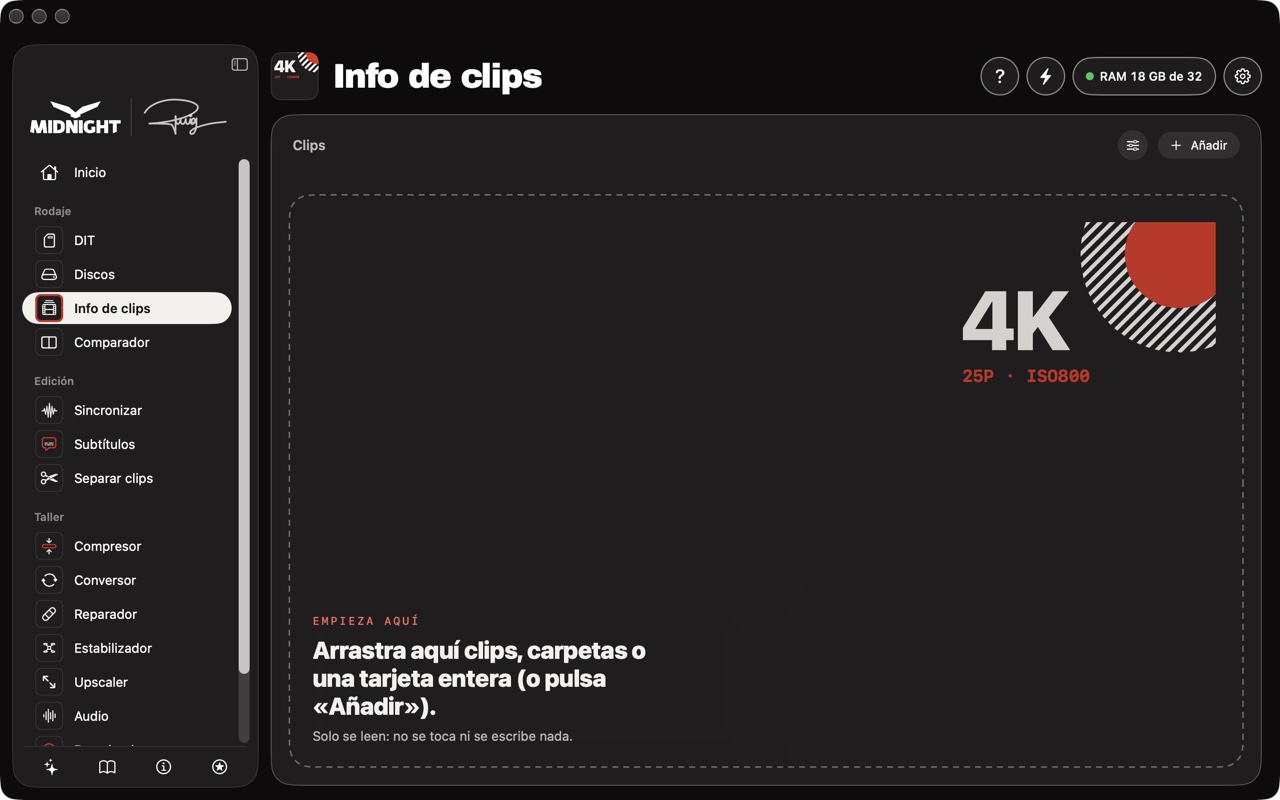 4K
Info de clips
?
RAM 18 GB de 32
MIDNIGHT
Puig
Inicio
Rodaje
DIT
Discos
Info de clips
Comparador
Edición
Sincronizar
Subtítulos
Separar clips
Taller
Compresor
Conversor
Reparador
Estabilizador
Upscaler
Audio
Clips
Añadir
4K
25P · ISO800
EMPIEZA AQUÍ
Arrastra aquí clips, carpetas o
una tarjeta entera (o pulsa
«Añadir»).
Solo se leen: no se toca ni se escribe nada.